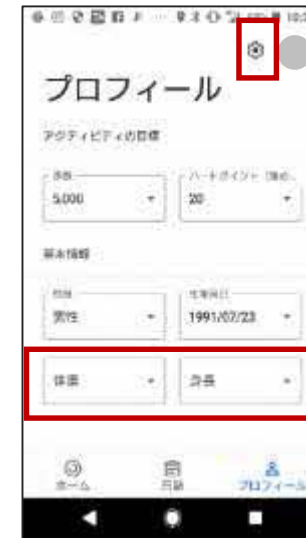 プロフィール
アクティビティの目標
歩数
ハートポイント (強め...
5,000
20
基本情報
性別
生年月日
男性
1991/07/23
体重
身長
ホーム
日誌
プロフィール